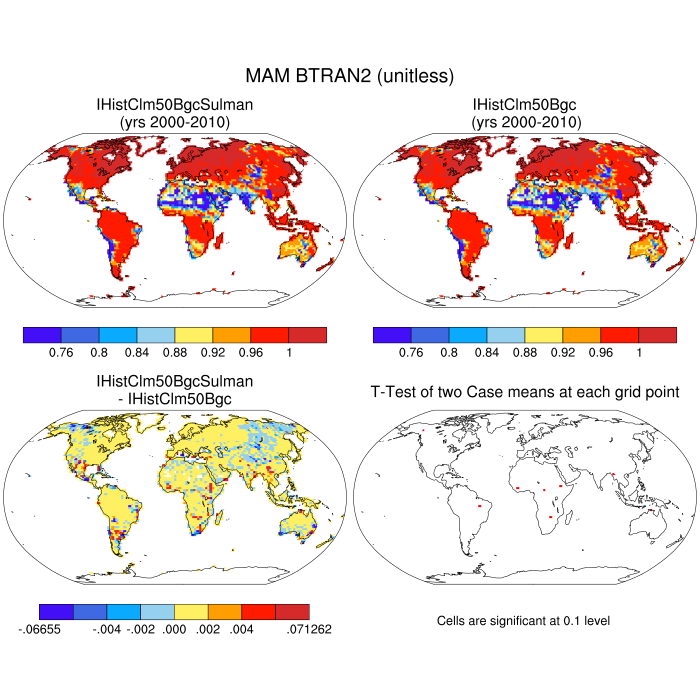 MAM BTRAN2 (unitless)
IHistClm50BgcSulman
(yrs 2000-2010)
IHistClm50Bgc
(yrs 2000-2010)
0.76 0.8 0.84 0.88 0.92 0.96 1
0.76 0.8 0.84 0.88 0.92 0.96 1
IHistClm50BgcSulman
- IHistClm50Bgc
T-Test of two Case means at each grid point
-.06655 -.004 -.002 .000 .002 .004 .071262
Cells are significant at 0.1 level